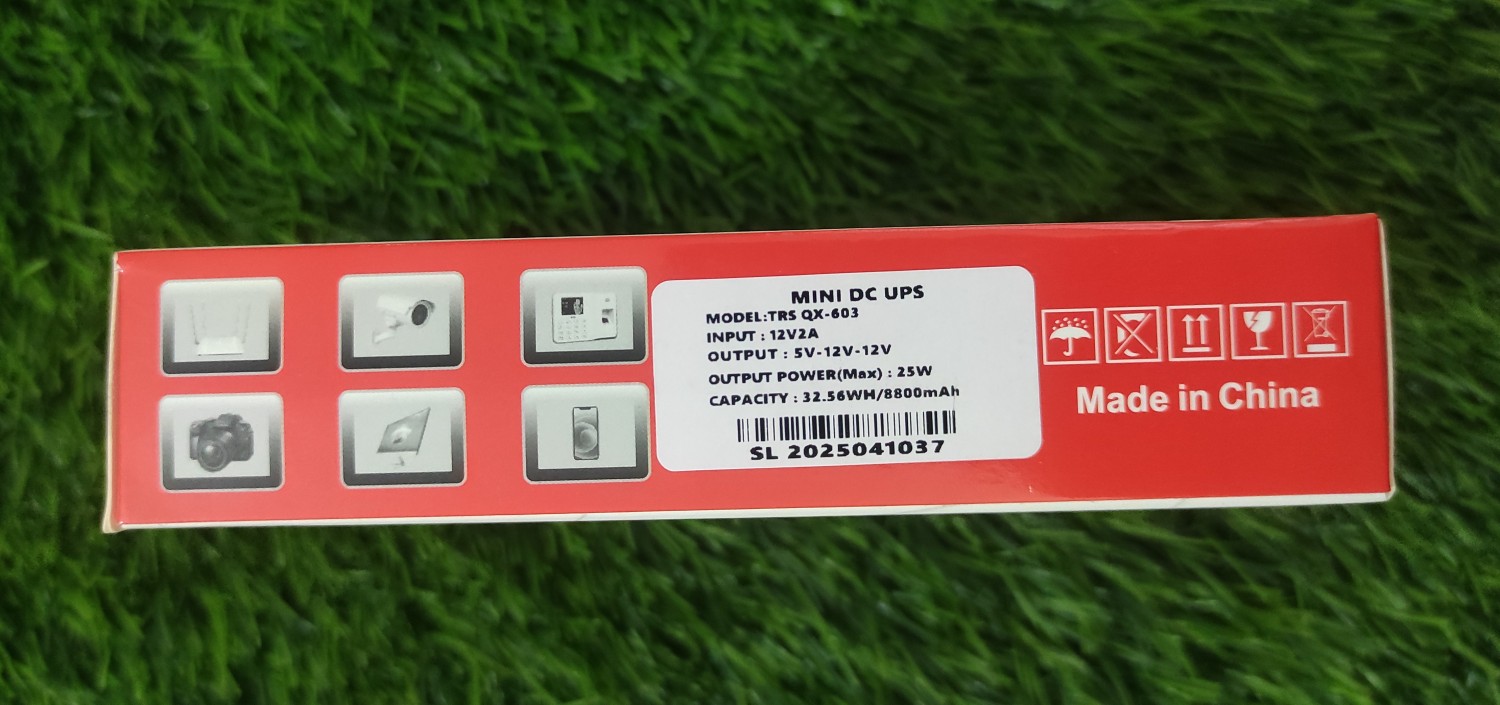 MINI DC UPS
MODEL:TRS QX-603
INPUT : 12V2A
OUTPUT : 5V-12V-12V
OUTPUT POWER(Max) : 25W
CAPACITY : 32.56WH/8800mAh
SL 2025041037
Made in China